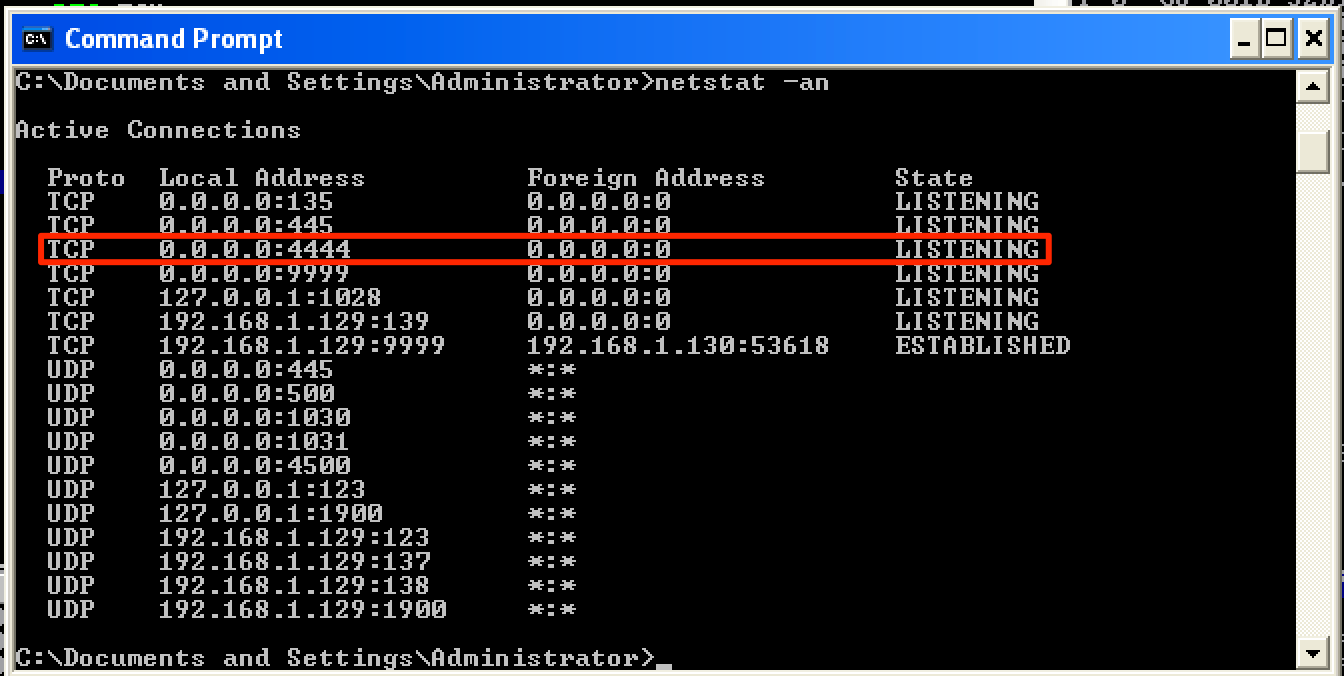 Command Prompt
C:\Documents and Settings\Administrator>netstat -an
Active Connections
Proto  Local Address          Foreign Address        State
TCP    0.0.0.0:135            0.0.0.0:0              LISTENING
TCP    0.0.0.0:445            0.0.0.0:0              LISTENING
TCP    0.0.0.0:4444           0.0.0.0:0              LISTENING
TCP    0.0.0.0:9999           0.0.0.0:0              LISTENING
TCP    127.0.0.1:1028         0.0.0.0:0              LISTENING
TCP    192.168.1.129:139      0.0.0.0:0              LISTENING
TCP    192.168.1.129:9999     192.168.1.130:53618    ESTABLISHED
UDP    0.0.0.0:445            *:*
UDP    0.0.0.0:500            *:*
UDP    0.0.0.0:1030           *:*
UDP    0.0.0.0:1031           *:*
UDP    0.0.0.0:4500           *:*
UDP    127.0.0.1:123          *:*
UDP    127.0.0.1:1900         *:*
UDP    192.168.1.129:123      *:*
UDP    192.168.1.129:137      *:*
UDP    192.168.1.129:138      *:*
UDP    192.168.1.129:1900     *:*
C:\Documents and Settings\Administrator>_